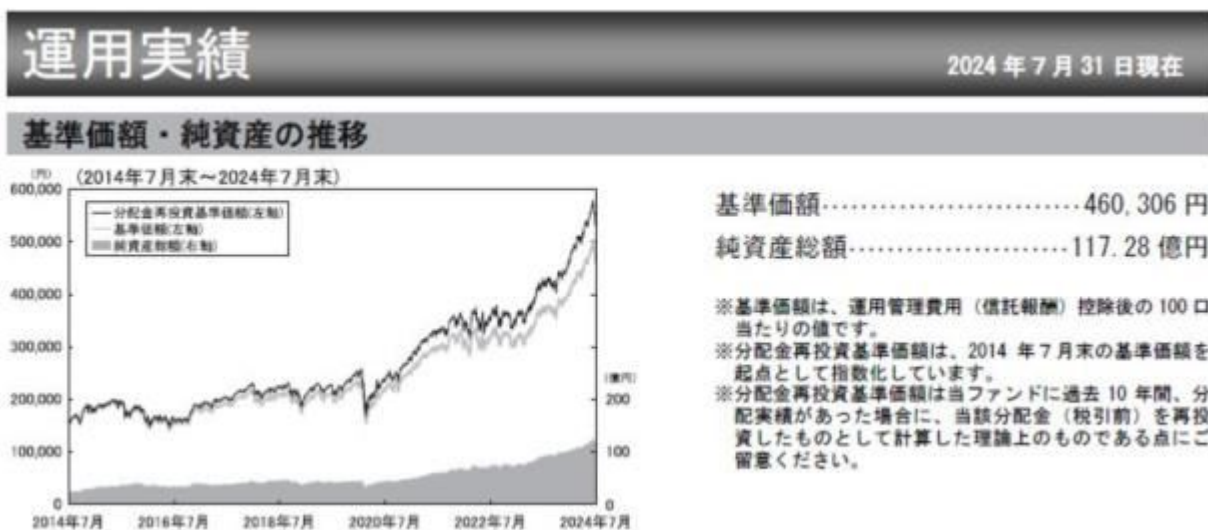 運用実績
2024年7月31日現在
基準価額・純資産の推移
(円)
(2014年7月末～2024年7月末)
600,000
500,000
400,000
300,000
200,000
100,000
0
分配金再投資基準価額(左軸)
基準価額(左軸)
純資産総額(右軸)
(億円)
200
100
0
2014年7月
2016年7月
2018年7月
2020年7月
2022年7月
2024年7月
基準価額‥‥‥‥‥‥‥‥‥‥‥‥‥460,306 円
純資産総額‥‥‥‥‥‥‥‥‥‥‥117.28 億円
※基準価額は、運用管理費用（信託報酬）控除後の 100 口
当たりの値です。
※分配金再投資基準価額は、2014 年7月末の基準価額を
起点として指数化しています。
※分配金再投資基準価額は当ファンドに過去 10 年間、分
配実績があった場合に、当該分配金（税引前）を再投
資したものとして計算した理論上のものである点にご
留意ください。